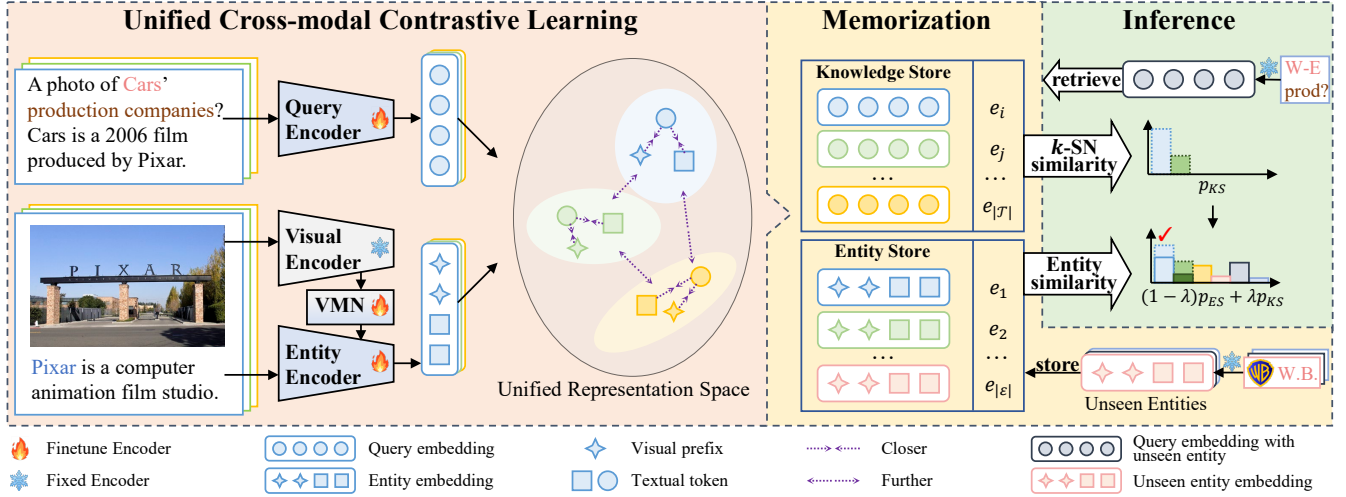 Unified Cross-modal Contrastive Learning
A photo of Cars'
production companies?
Cars is a 2006 film
produced by Pixar.
Query
Encoder
PIXAR
Pixar is a computer
animation film studio.
Visual
Encoder
VMN
Entity
Encoder
Unified Representation Space
Memorization
Knowledge Store
e_i
e_j
...
e_|𝒯|
Entity Store
e_1
e_2
...
...
e_|ε|
store
Unseen Entities
WB
W.B.
Inference
retrieve
W-E
prod?
k-SN
similarity
p_KS
Entity
similarity
(1 − λ)p_ES + λp_KS
Finetune Encoder
Fixed Encoder
Query embedding
Entity embedding
Visual prefix
Textual token
Closer
Further
Query embedding with
unseen entity
Unseen entity embedding